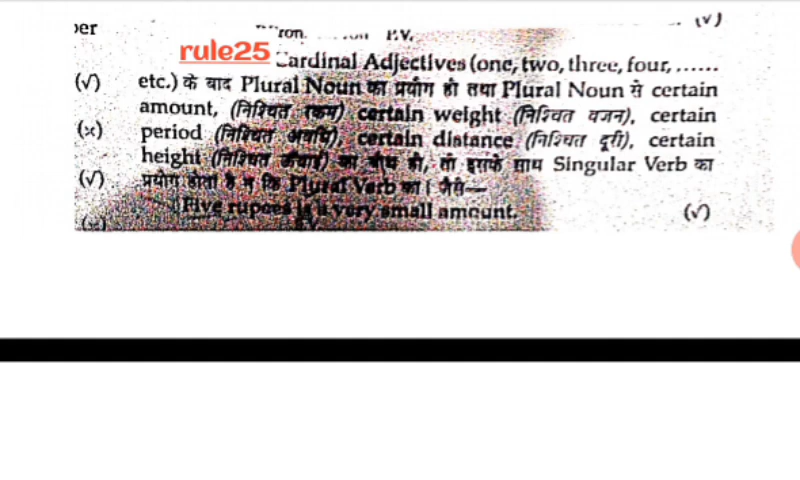 ron. P.V. (√)
rule25 Cardinal Adjectives (one, two, three, four, ......
(√) etc.) के बाद Plural Noun का प्रयोग हो तथा Plural Noun से certain
amount, (निश्चित रकम) certain weight (निश्चित वजन), certain
(×) period (निश्चित अवधि), certain distance (निश्चित दूरी), certain
height (निश्चित ऊँचाई) का बोध हो, तो इसके साथ Singular Verb का
(√) प्रयोग होता है न कि Plural Verb का। जैसे—
Five rupees is a very small amount. (√)